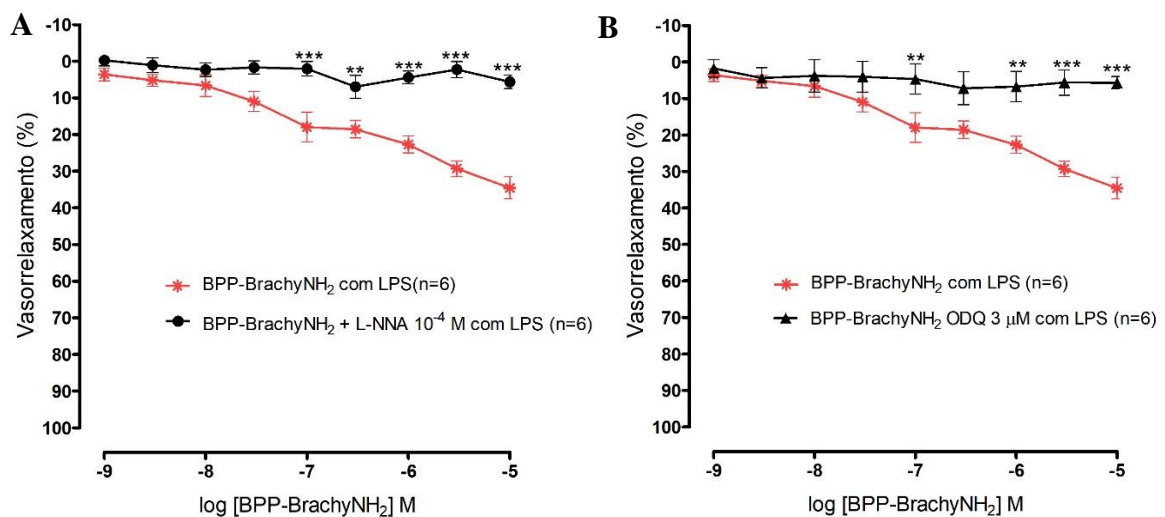 A
-10
0
10
20
30
40
50
60
70
80
90
100
Vasorrelaxamento (%)
*** ** *** *** ***
BPP-BrachyNH₂ com LPS(n=6)
BPP-BrachyNH₂ + L-NNA 10⁻⁴ M com LPS (n=6)
-9 -8 -7 -6 -5
log [BPP-BrachyNH₂] M
B
-10
0
10
20
30
40
50
60
70
80
90
100
Vasorrelaxamento (%)
** ** *** ***
BPP-BrachyNH₂ com LPS (n=6)
BPP-BrachyNH₂ ODQ 3 µM com LPS (n=6)
-9 -8 -7 -6 -5
log [BPP-BrachyNH₂] M